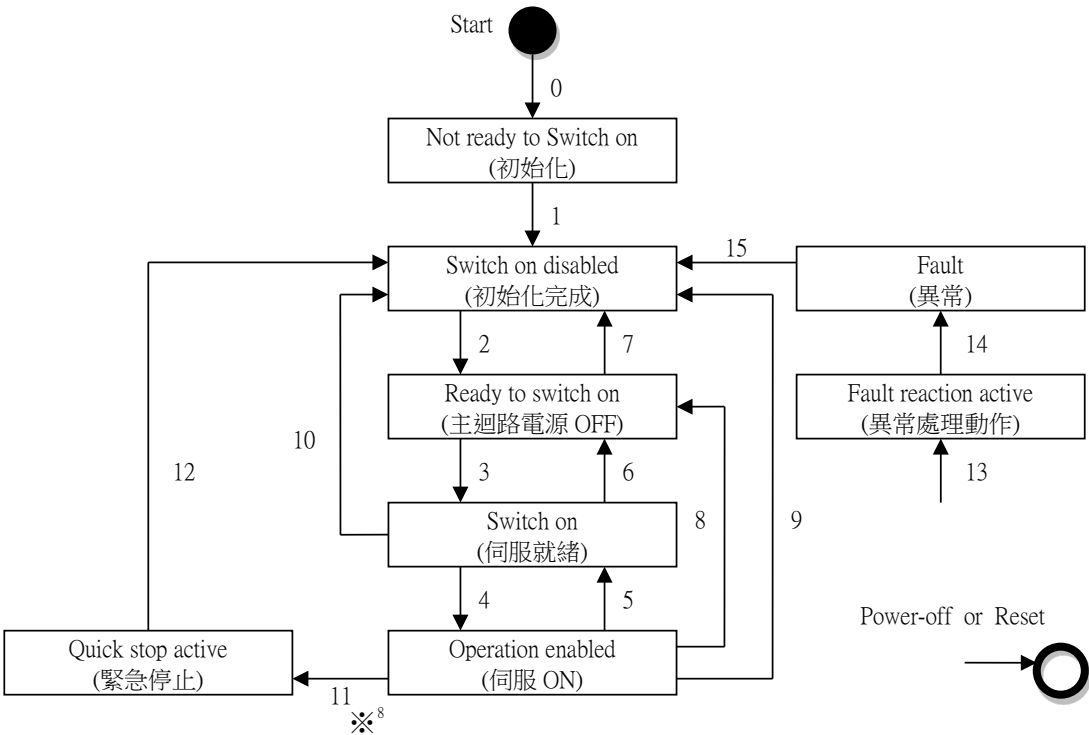 Start
0
Not ready to Switch on
(初始化)
1
Switch on disabled
(初始化完成)
15
Fault
(異常)
2
7
14
Ready to switch on
(主迴路電源 OFF)
Fault reaction active
(異常處理動作)
10
12
3
6
13
Switch on
(伺服就緒)
8
9
4
5
Power-off or Reset
Quick stop active
(緊急停止)
Operation enabled
(伺服 ON)
11
※8